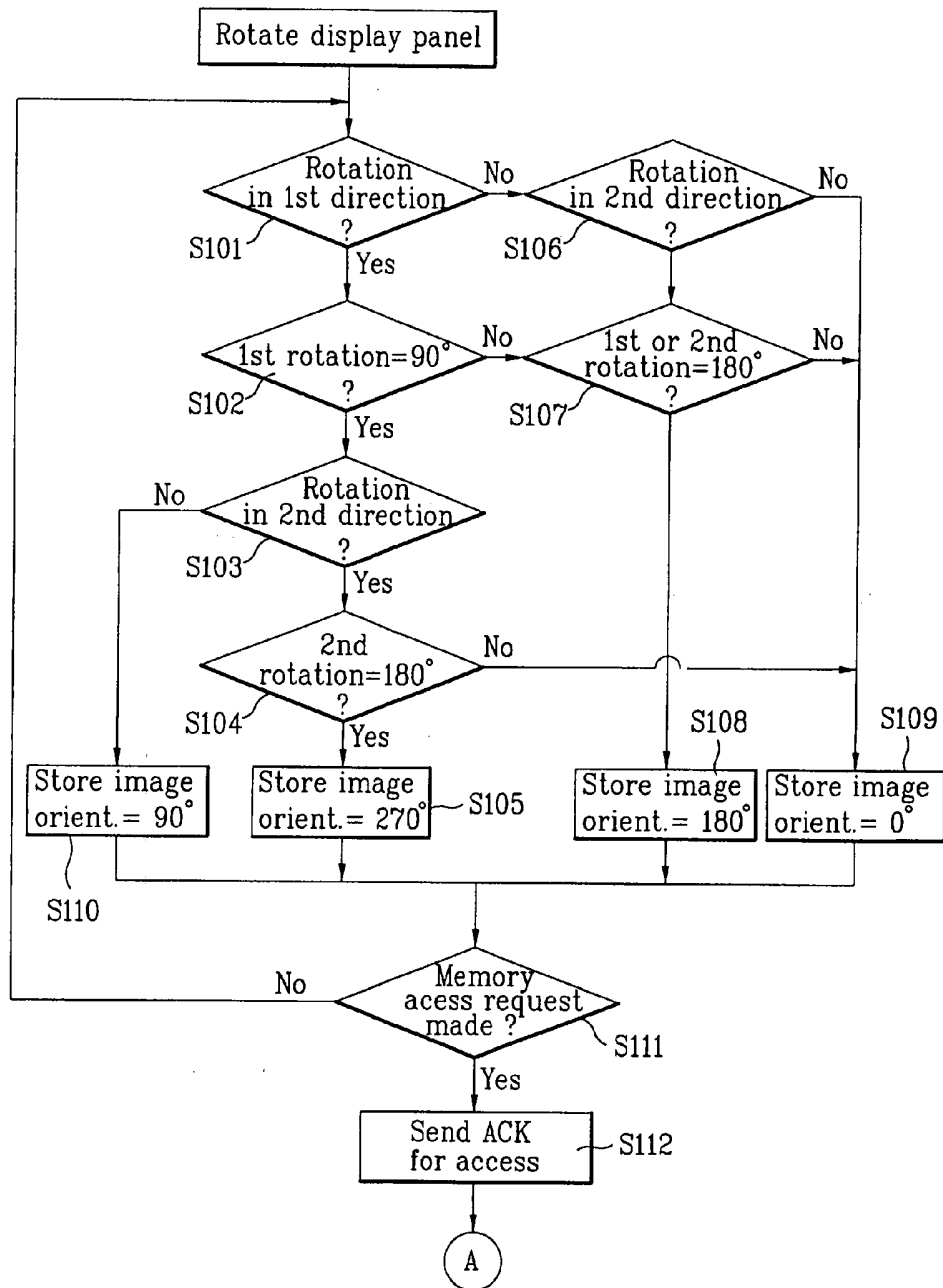 Rotate display panel
Rotation
in 1st direction
?
No
S101
Yes
Rotation
in 2nd direction
?
No
S106
1st rotation=90°
?
No
S102
Yes
1st or 2nd
rotation=180°
?
No
S107
Rotation
in 2nd direction
?
No
S103
Yes
2nd
rotation=180°
?
No
S104
Yes
S108
S109
Store image
orient.= 90°
S110
Store image
orient.= 270°
S105
Store image
orient.= 180°
Store image
orient.= 0°
Memory
acess request
made ?
No
S111
Yes
Send ACK
for access
S112
A